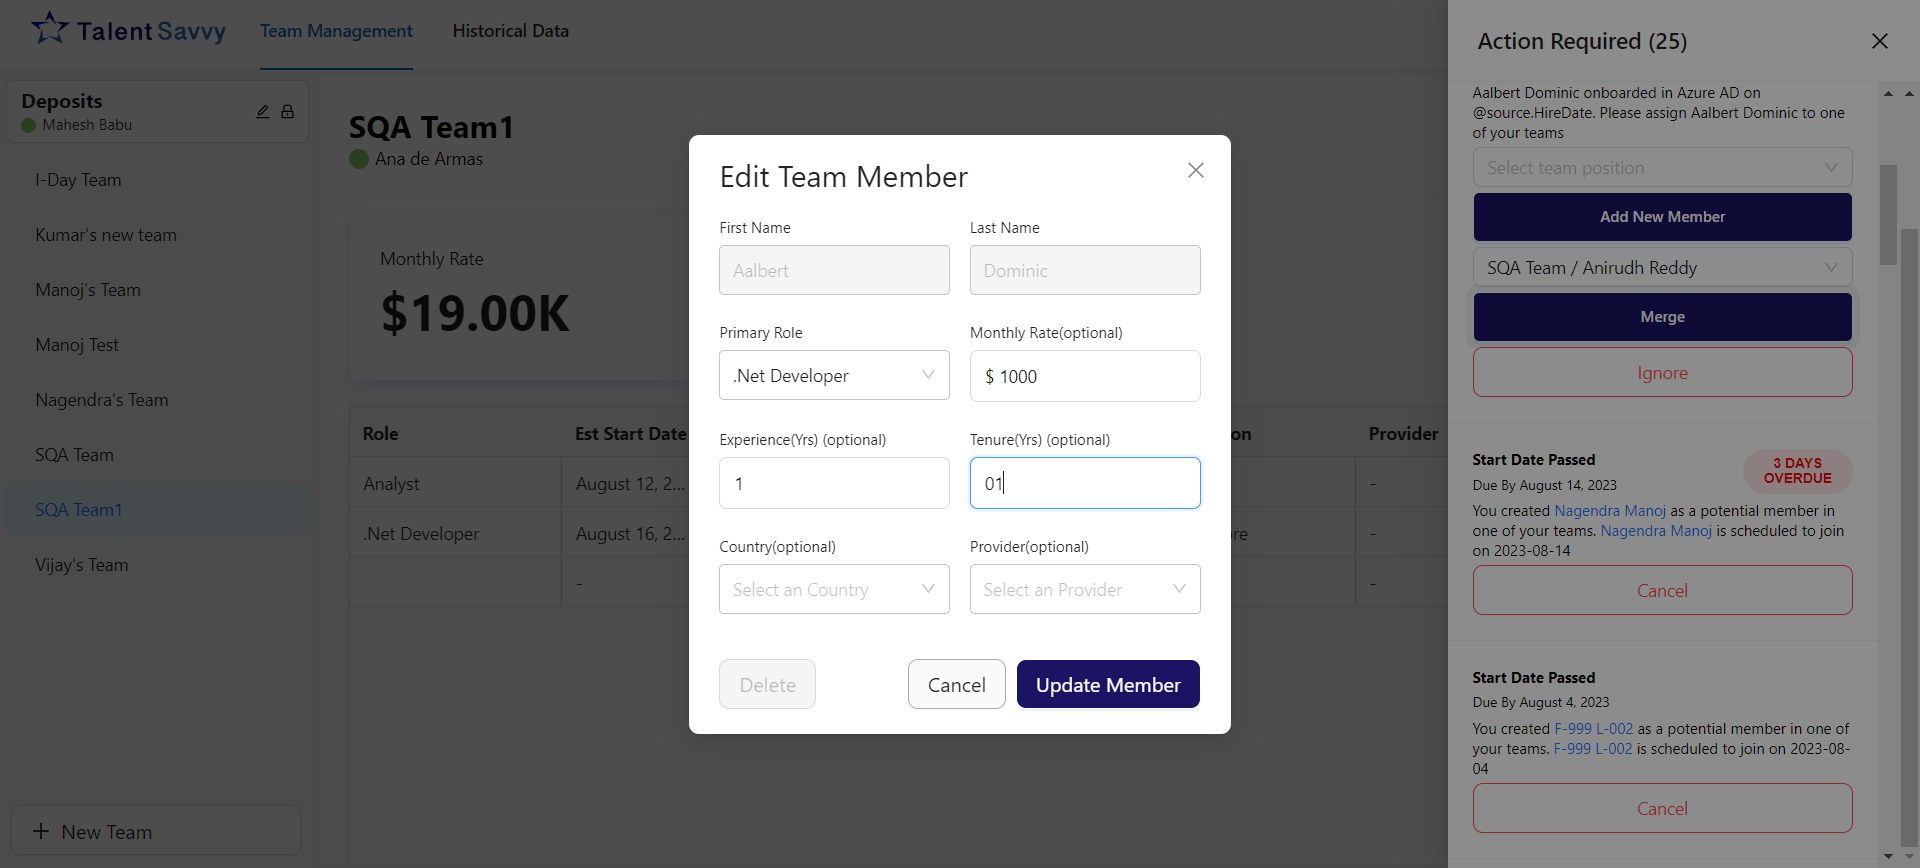 Talent Savvy
Team Management
Historical Data
Deposits
Mahesh Babu
I-Day Team
Kumar's new team
Manoj's Team
Manoj Test
Nagendra's Team
SQA Team
SQA Team1
Vijay's Team
+ New Team
SQA Team1
Ana de Armas
Monthly Rate
$19.00K
Role Est Start Date on Provider
Analyst August 12, 2... -
.Net Developer August 16, 2... re -
- -
Edit Team Member
First Name Last Name
Aalbert Dominic
Primary Role Monthly Rate(optional)
.Net Developer $ 1000
Experience(Yrs) (optional) Tenure(Yrs) (optional)
1 01
Country(optional) Provider(optional)
Select an Country Select an Provider
Delete Cancel Update Member
Action Required (25)
Aalbert Dominic onboarded in Azure AD on
@source.HireDate. Please assign Aalbert Dominic to one
of your teams
Select team position
Add New Member
SQA Team / Anirudh Reddy
Merge
Ignore
Start Date Passed
3 DAYS
OVERDUE
Due By August 14, 2023
You created Nagendra Manoj as a potential member in
one of your teams. Nagendra Manoj is scheduled to join
on 2023-08-14
Cancel
Start Date Passed
Due By August 4, 2023
You created F-999 L-002 as a potential member in one of
your teams. F-999 L-002 is scheduled to join on 2023-08-
04
Cancel